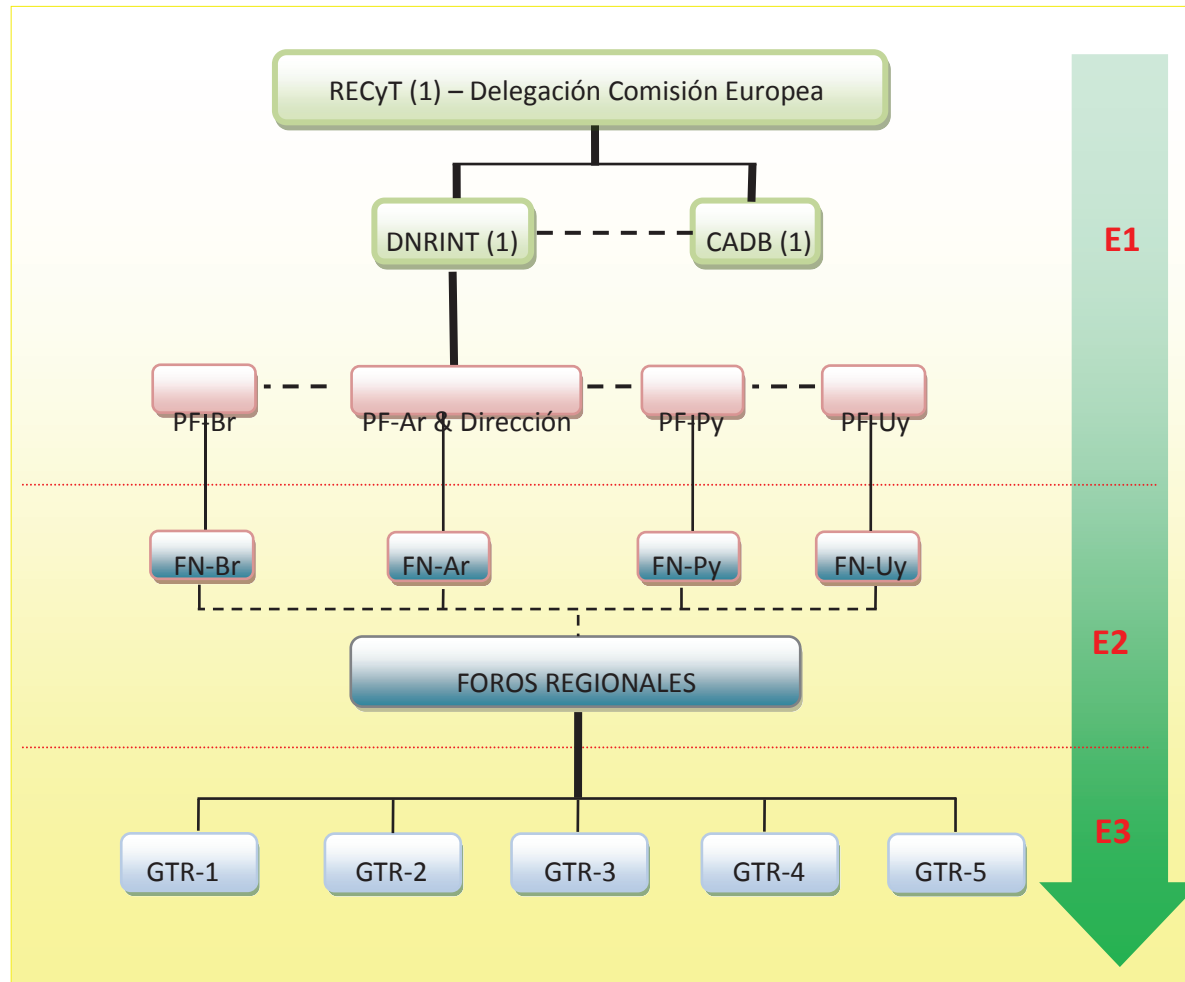 RECyT (1) – Delegación Comisión Europea
DNRINT (1)
CADB (1)
E1
PF-Br
PF-Ar & Dirección
PF-Py
PF-Uy
FN-Br
FN-Ar
FN-Py
FN-Uy
E2
FOROS REGIONALES
E3
GTR-1
GTR-2
GTR-3
GTR-4
GTR-5